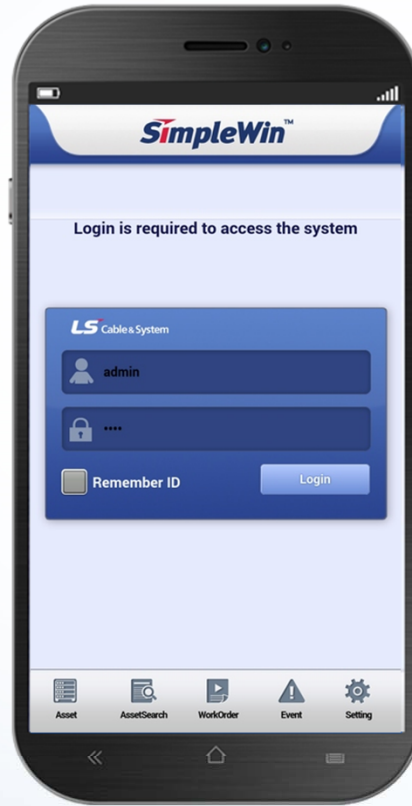 SimpleWin™
Login is required to access the system
LS Cable & System
admin
••••
Remember ID
Login
Asset AssetSearch WorkOrder Event Setting